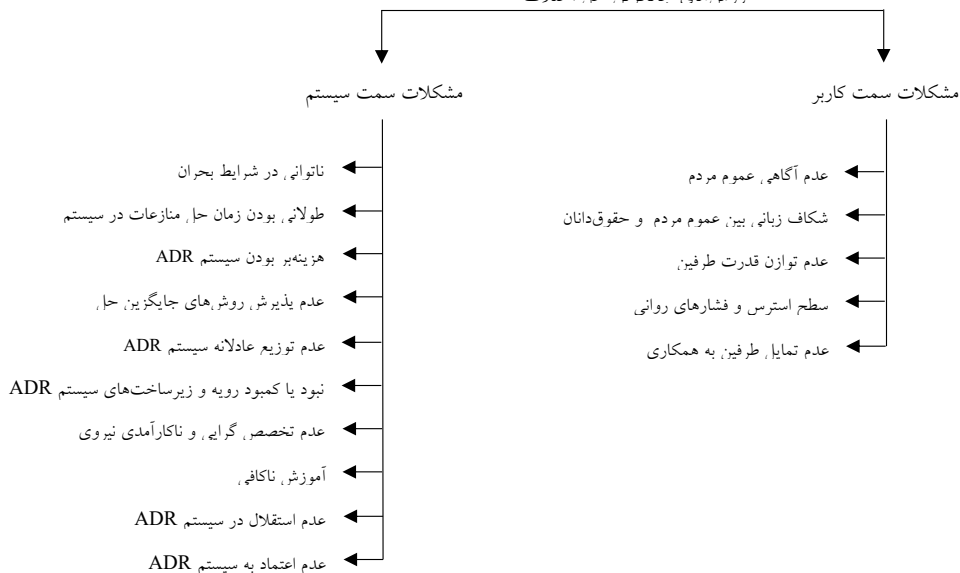 مشکلات سمت کاربر
عدم آگاهی عموم مردم
شکاف زبانی بین عموم مردم و حقوق‌دانان
عدم توازن قدرت طرفین
سطح استرس و فشارهای روانی
عدم تمایل طرفین به همکاری
مشکلات سمت سیستم
ناتوانی در شرایط بحران
طولانی بودن زمان حل منازعات در سیستم
هزینه‌بر بودن سیستم ADR
عدم پذیرش روش‌های جایگزین حل
عدم توزیع عادلانه سیستم ADR
نبود یا کمبود رویه و زیرساخت‌های سیستم ADR
عدم تخصص گرایی و ناکارآمدی نیروی
آموزش ناکافی
عدم استقلال در سیستم ADR
عدم اعتماد به سیستم ADR